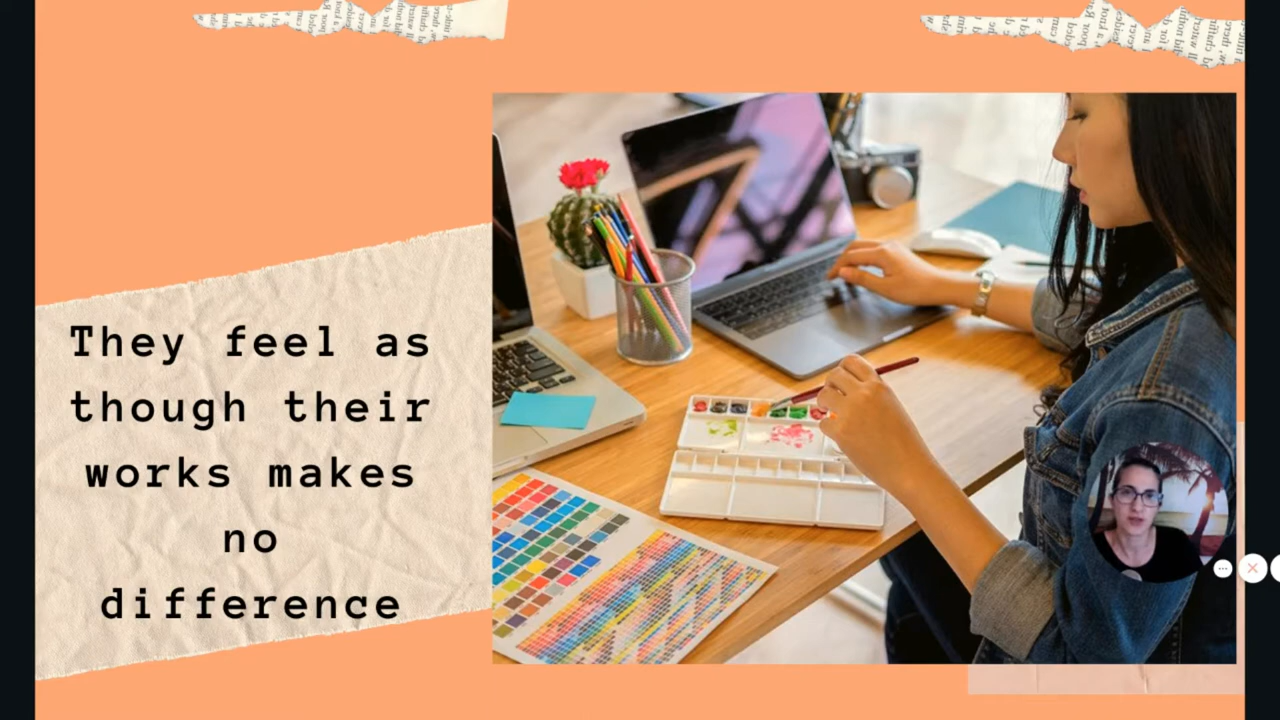 They feel as
though their
works makes
no
difference